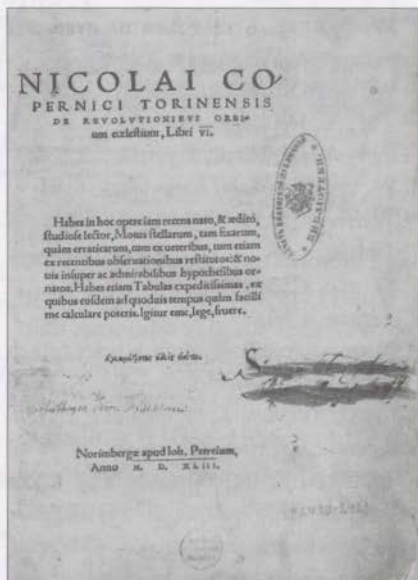 NICOLAI CO
PERNICI TORINENSIS
DE REVOLVTIONIBVS ORBI-
um cœlestium, Libri VI.
Habes in hoc opere iam recens nato, & ædito,
studiose lector, Motus stellarum, tam fixarum,
quàm erraticarum, cum ex ueteribus, tum etiam
ex recentibus obseruationibus restitutos: & no-
uis insuper ac admirabilibus hypothesibus or-
natos. Habes etiam Tabulas expeditissimas, ex
quibus eosdem ad quoduis tempus quàm facilli
me calculare poteris. Igitur eme, lege, fruere.
Norimbergæ apud Ioh. Petreium,
Anno M. D. XLIII.